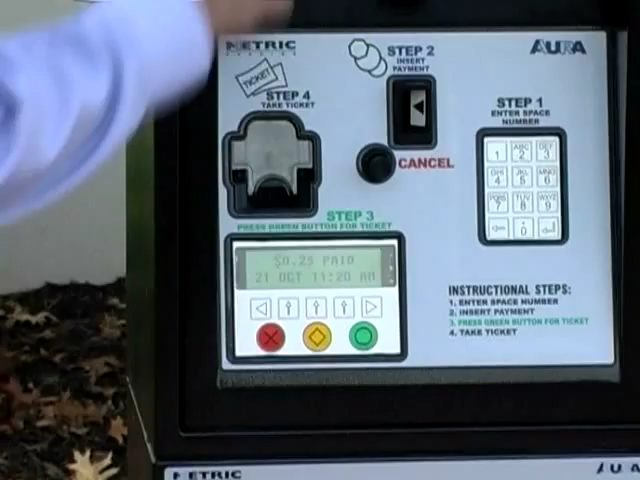 METRIC
AURA
TICKET
STEP 4
TAKE TICKET
STEP 2
INSERT
PAYMENT
CANCEL
STEP 1
ENTER SPACE
NUMBER
1 ABC 2 DEF 3
GHI 4 JKL 5 MNO 6
PQRS 7 TUV 8 WXYZ 9
0
STEP 3
PRESS GREEN BUTTON FOR TICKET
$0.25 PAID
21 OCT 11:20 AM
INSTRUCTIONAL STEPS:
1. ENTER SPACE NUMBER
2. INSERT PAYMENT
3. PRESS GREEN BUTTON FOR TICKET
4. TAKE TICKET
METRIC
AURA